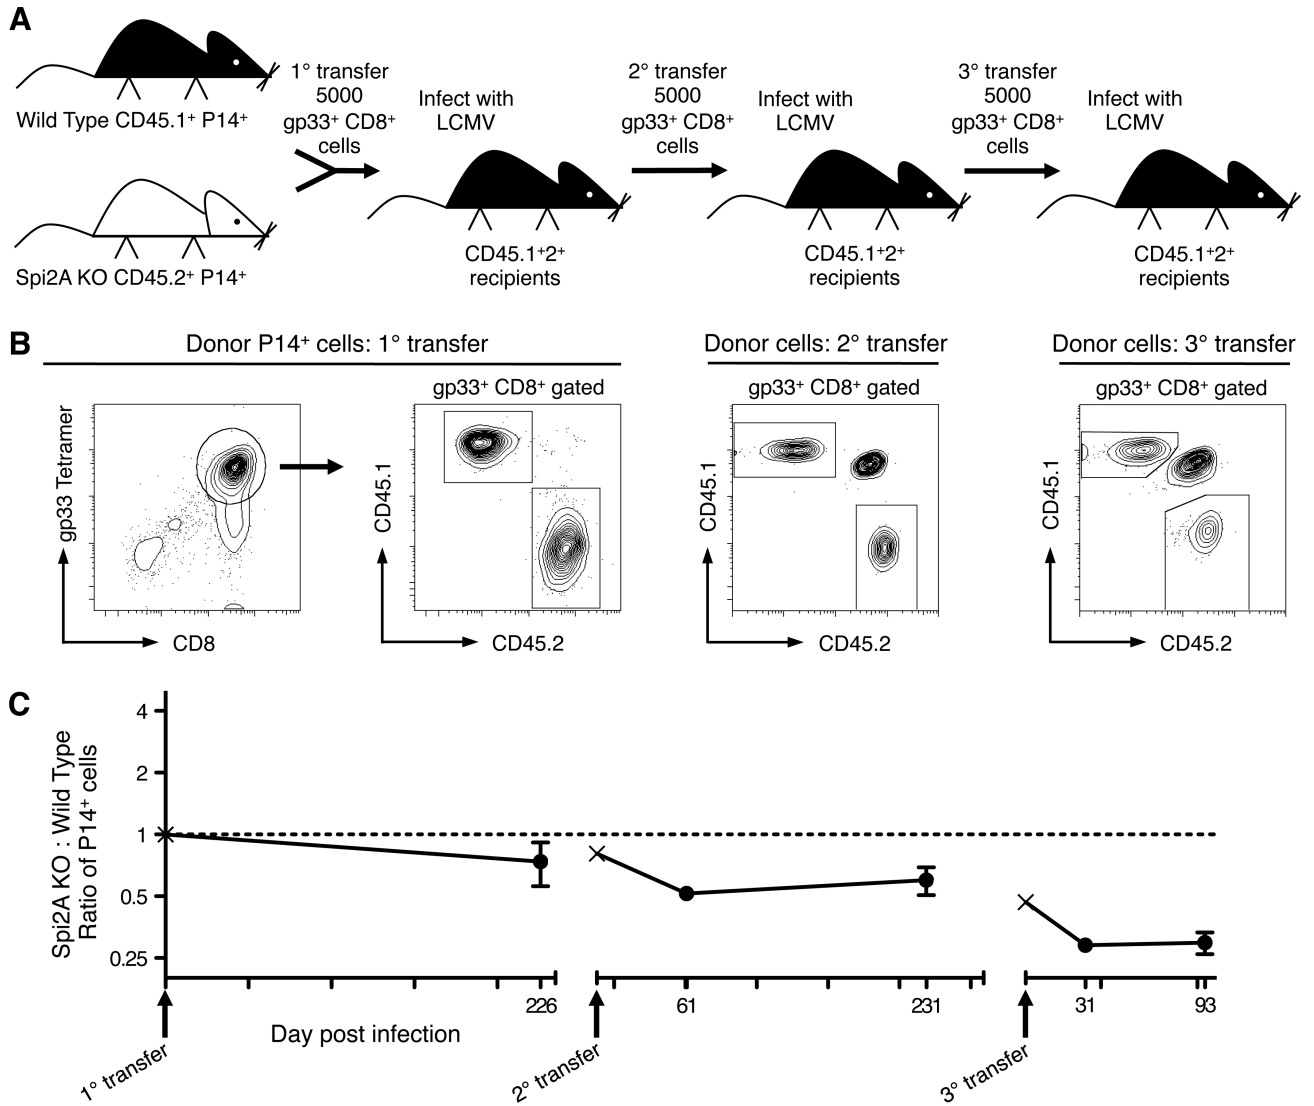 A
Wild Type CD45.1⁺ P14⁺
Spi2A KO CD45.2⁺ P14⁺
1° transfer
5000
gp33⁺ CD8⁺
cells
Infect with
LCMV
CD45.1⁺2⁺
recipients
2° transfer
5000
gp33⁺ CD8⁺
cells
Infect with
LCMV
CD45.1⁺2⁺
recipients
3° transfer
5000
gp33⁺ CD8⁺
cells
Infect with
LCMV
CD45.1⁺2⁺
recipients
B
Donor P14⁺ cells: 1° transfer
gp33 Tetramer
CD8
gp33⁺ CD8⁺ gated
CD45.1
CD45.2
Donor cells: 2° transfer
gp33⁺ CD8⁺ gated
CD45.1
CD45.2
Donor cells: 3° transfer
gp33⁺ CD8⁺ gated
CD45.1
CD45.2
C
Spi2A KO : Wild Type
Ratio of P14⁺ cells
4
2
1
0.5
0.25
226
61
231
31
93
Day post infection
1° transfer
2° transfer
3° transfer